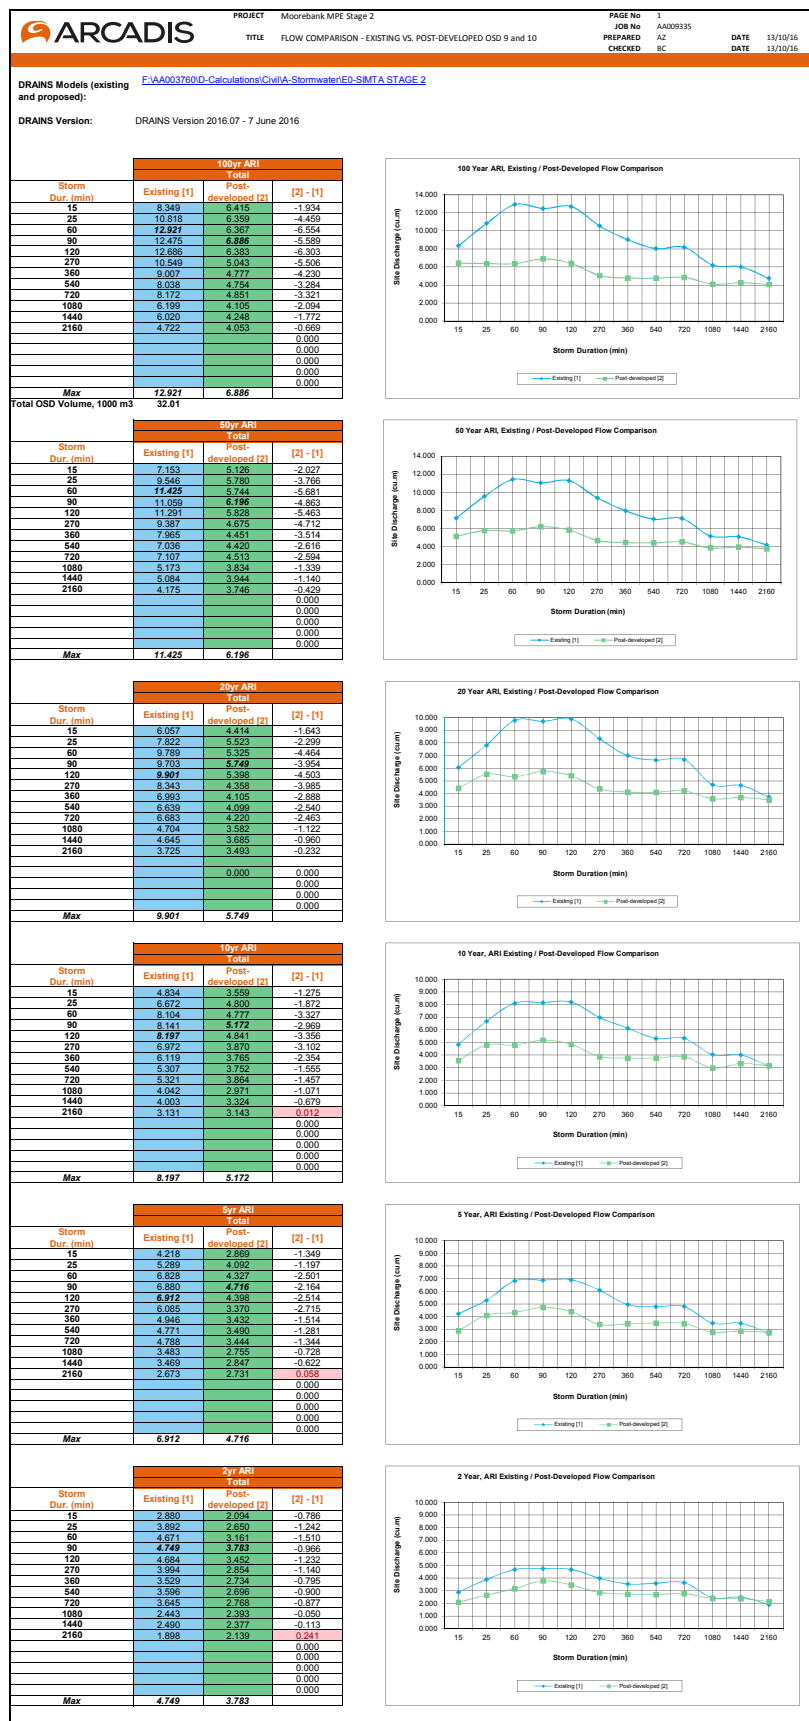 ARCADIS
PROJECT Moorebank MPE Stage 2 PAGE No 1
JOB No AA009335
TITLE FLOW COMPARISON - EXISTING VS. POST-DEVELOPED OSD 9 and 10 PREPARED AZ DATE 13/10/16
CHECKED BC DATE 13/10/16
DRAINS Models (existing and proposed): F:\AA003760\D-Calculations\Civil\A-Stormwater\E0-SIMTA STAGE 2
DRAINS Version: DRAINS Version 2016.07 - 7 June 2016
100yr ARI
Total
Storm Dur. (min) Existing [1] Post-developed [2] [2] - [1]
15 8.349 6.415 -1.934
25 10.818 6.359 -4.459
60 12.921 6.367 -6.554
90 12.475 6.886 -5.589
120 12.686 6.383 -6.303
270 10.549 5.043 -5.506
360 9.007 4.777 -4.230
540 8.038 4.754 -3.284
720 8.172 4.851 -3.321
1080 6.199 4.105 -2.094
1440 6.020 4.248 -1.772
2160 4.722 4.053 -0.669
0.000
0.000
0.000
0.000
0.000
Max 12.921 6.886
Total OSD Volume, 1000 m3 32.01
100 Year ARI, Existing / Post-Developed Flow Comparison
Site Discharge (cu.m)
14.000
12.000
10.000
8.000
6.000
4.000
2.000
0.000
15 25 60 90 120 270 360 540 720 1080 1440 2160
Storm Duration (min)
Existing [1] Post-developed [2]
50yr ARI
Total
Storm Dur. (min) Existing [1] Post-developed [2] [2] - [1]
15 7.153 5.126 -2.027
25 9.546 5.780 -3.766
60 11.425 5.744 -5.681
90 11.059 6.196 -4.863
120 11.291 5.828 -5.463
270 9.387 4.675 -4.712
360 7.965 4.451 -3.514
540 7.036 4.420 -2.616
720 7.107 4.513 -2.594
1080 5.173 3.834 -1.339
1440 5.084 3.944 -1.140
2160 4.175 3.746 -0.429
0.000
0.000
0.000
0.000
0.000
Max 11.425 6.196
50 Year ARI, Existing / Post-Developed Flow Comparison
Site Discharge (cu.m)
14.000
12.000
10.000
8.000
6.000
4.000
2.000
0.000
15 25 60 90 120 270 360 540 720 1080 1440 2160
Storm Duration (min)
Existing [1] Post-developed [2]
20yr ARI
Total
Storm Dur. (min) Existing [1] Post-developed [2] [2] - [1]
15 6.057 4.414 -1.643
25 7.822 5.523 -2.299
60 9.789 5.325 -4.464
90 9.703 5.749 -3.954
120 9.901 5.398 -4.503
270 8.343 4.358 -3.985
360 6.993 4.105 -2.888
540 6.639 4.099 -2.540
720 6.683 4.220 -2.463
1080 4.704 3.582 -1.122
1440 4.645 3.685 -0.960
2160 3.725 3.493 -0.232
0.000 0.000
0.000
0.000
0.000
Max 9.901 5.749
20 Year ARI, Existing / Post-Developed Flow Comparison
Site Discharge (cu.m)
10.000
9.000
8.000
7.000
6.000
5.000
4.000
3.000
2.000
1.000
0.000
15 25 60 90 120 270 360 540 720 1080 1440 2160
Storm Duration (min)
Existing [1] Post-developed [2]
10yr ARI
Total
Storm Dur. (min) Existing [1] Post-developed [2] [2] - [1]
15 4.834 3.559 -1.275
25 6.672 4.800 -1.872
60 8.104 4.777 -3.327
90 8.141 5.172 -2.969
120 8.197 4.841 -3.356
270 6.972 3.870 -3.102
360 6.119 3.765 -2.354
540 5.307 3.752 -1.555
720 5.321 3.864 -1.457
1080 4.042 2.971 -1.071
1440 4.003 3.324 -0.679
2160 3.131 3.143 0.012
0.000
0.000
0.000
0.000
0.000
Max 8.197 5.172
10 Year, ARI Existing / Post-Developed Flow Comparison
Site Discharge (cu.m)
10.000
9.000
8.000
7.000
6.000
5.000
4.000
3.000
2.000
1.000
0.000
15 25 60 90 120 270 360 540 720 1080 1440 2160
Storm Duration (min)
Existing [1] Post-developed [2]
5yr ARI
Total
Storm Dur. (min) Existing [1] Post-developed [2] [2] - [1]
15 4.218 2.869 -1.349
25 5.289 4.092 -1.197
60 6.828 4.327 -2.501
90 6.880 4.716 -2.164
120 6.912 4.398 -2.514
270 6.085 3.370 -2.715
360 4.946 3.432 -1.514
540 4.771 3.490 -1.281
720 4.788 3.444 -1.344
1080 3.483 2.755 -0.728
1440 3.469 2.847 -0.622
2160 2.673 2.731 0.058
0.000
0.000
0.000
0.000
0.000
Max 6.912 4.716
5 Year, ARI Existing / Post-Developed Flow Comparison
Site Discharge (cu.m)
10.000
9.000
8.000
7.000
6.000
5.000
4.000
3.000
2.000
1.000
0.000
15 25 60 90 120 270 360 540 720 1080 1440 2160
Storm Duration (min)
Existing [1] Post-developed [2]
2yr ARI
Total
Storm Dur. (min) Existing [1] Post-developed [2] [2] - [1]
15 2.880 2.094 -0.786
25 3.892 2.650 -1.242
60 4.671 3.161 -1.510
90 4.749 3.783 -0.966
120 4.684 3.452 -1.232
270 3.994 2.854 -1.140
360 3.529 2.734 -0.795
540 3.596 2.696 -0.900
720 3.645 2.768 -0.877
1080 2.443 2.393 -0.050
1440 2.490 2.377 -0.113
2160 1.898 2.139 0.241
0.000
0.000
0.000
0.000
0.000
Max 4.749 3.783
2 Year, ARI Existing / Post-Developed Flow Comparison
Site Discharge (cu.m)
10.000
9.000
8.000
7.000
6.000
5.000
4.000
3.000
2.000
1.000
0.000
15 25 60 90 120 270 360 540 720 1080 1440 2160
Storm Duration (min)
Existing [1] Post-developed [2]